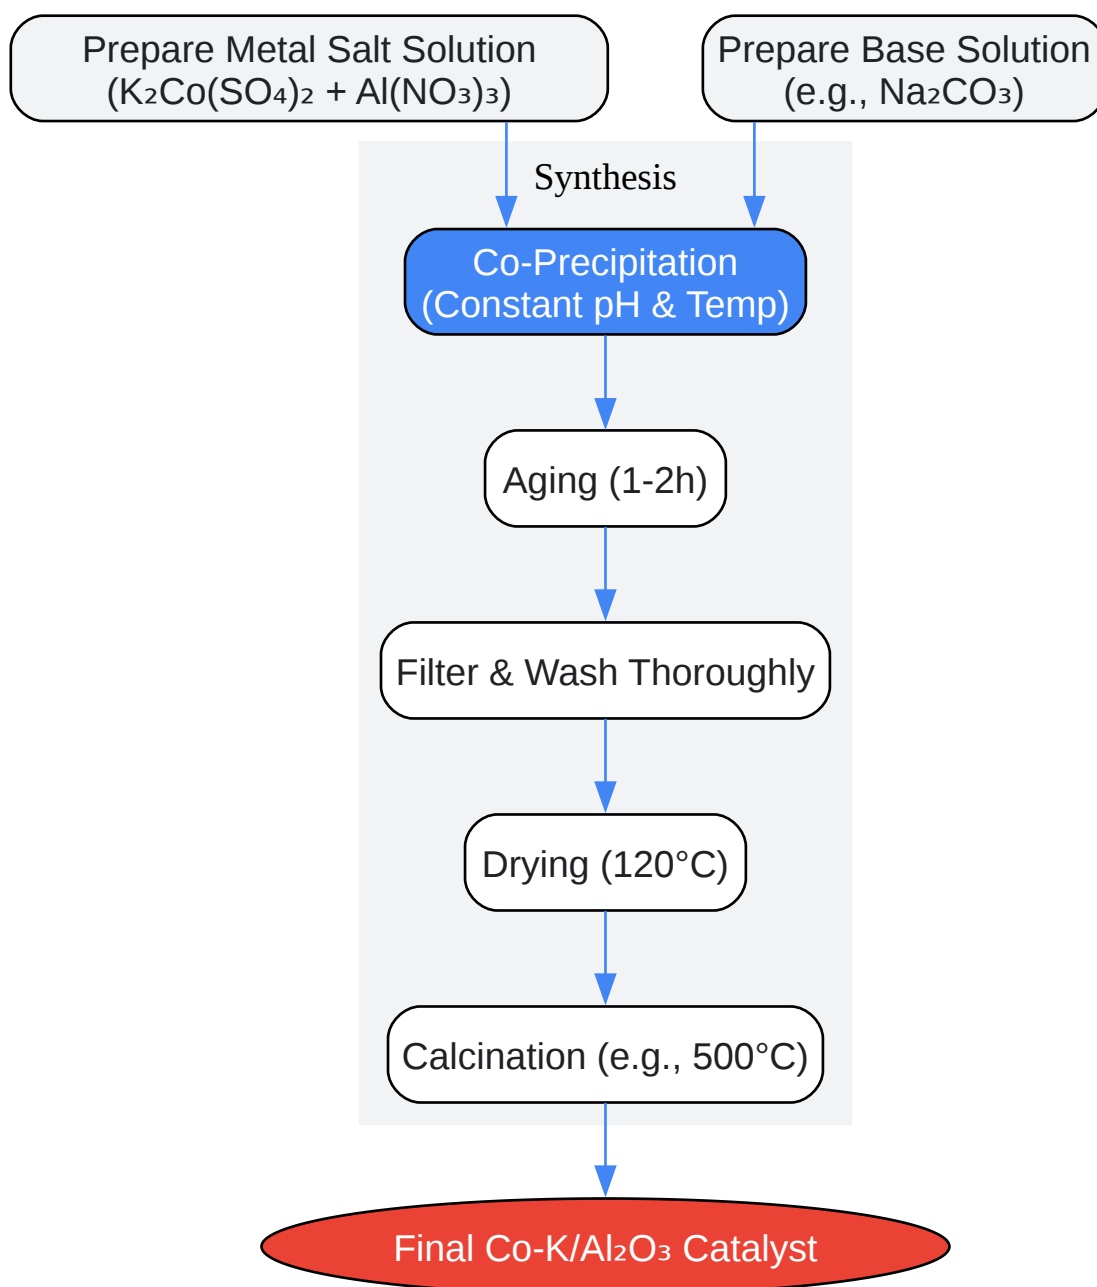 Prepare Metal Salt Solution
(K₂Co(SO₄)₂ + Al(NO₃)₃)
Prepare Base Solution
(e.g., Na₂CO₃)
Synthesis
Co-Precipitation
(Constant pH & Temp)
Aging (1-2h)
Filter & Wash Thoroughly
Drying (120°C)
Calcination (e.g., 500°C)
Final Co-K/Al₂O₃ Catalyst